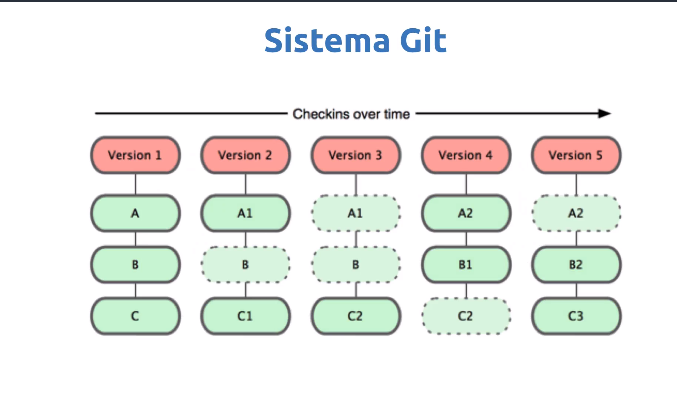 Sistema Git
Checkins over time
Version 1 Version 2 Version 3 Version 4 Version 5
A A1 A1 A2 A2
B B B B1 B2
C C1 C2 C2 C3